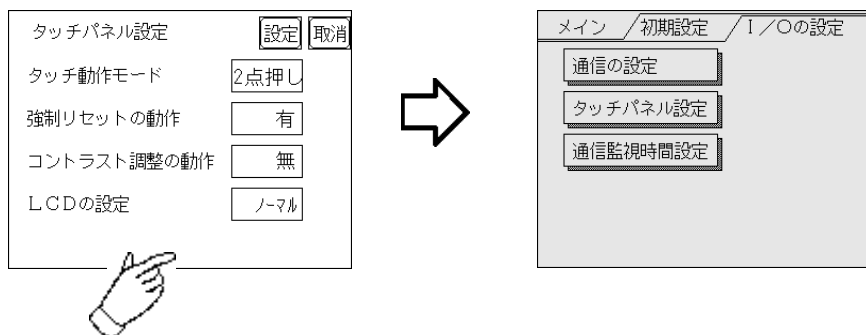 タッチパネル設定 設定 取消
タッチ動作モード 2点押し
強制リセットの動作 有
コントラスト調整の動作 無
LCDの設定 ノーマル
メイン/初期設定/I/Oの設定
通信の設定
タッチパネル設定
通信監視時間設定